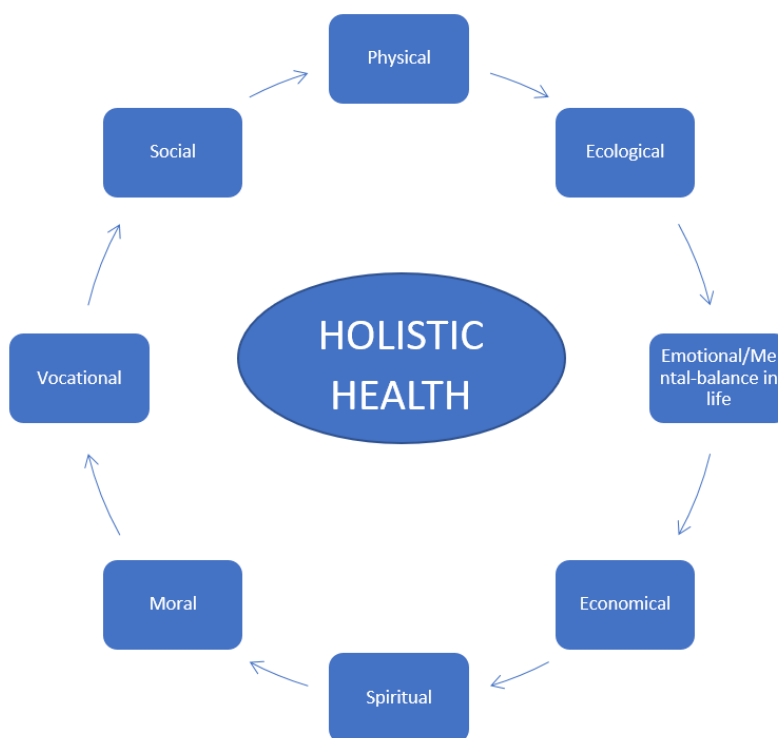 Physical
Ecological
Emotional/Me
ntal-balance in
life
Economical
Spiritual
Moral
Vocational
Social
HOLISTIC
HEALTH